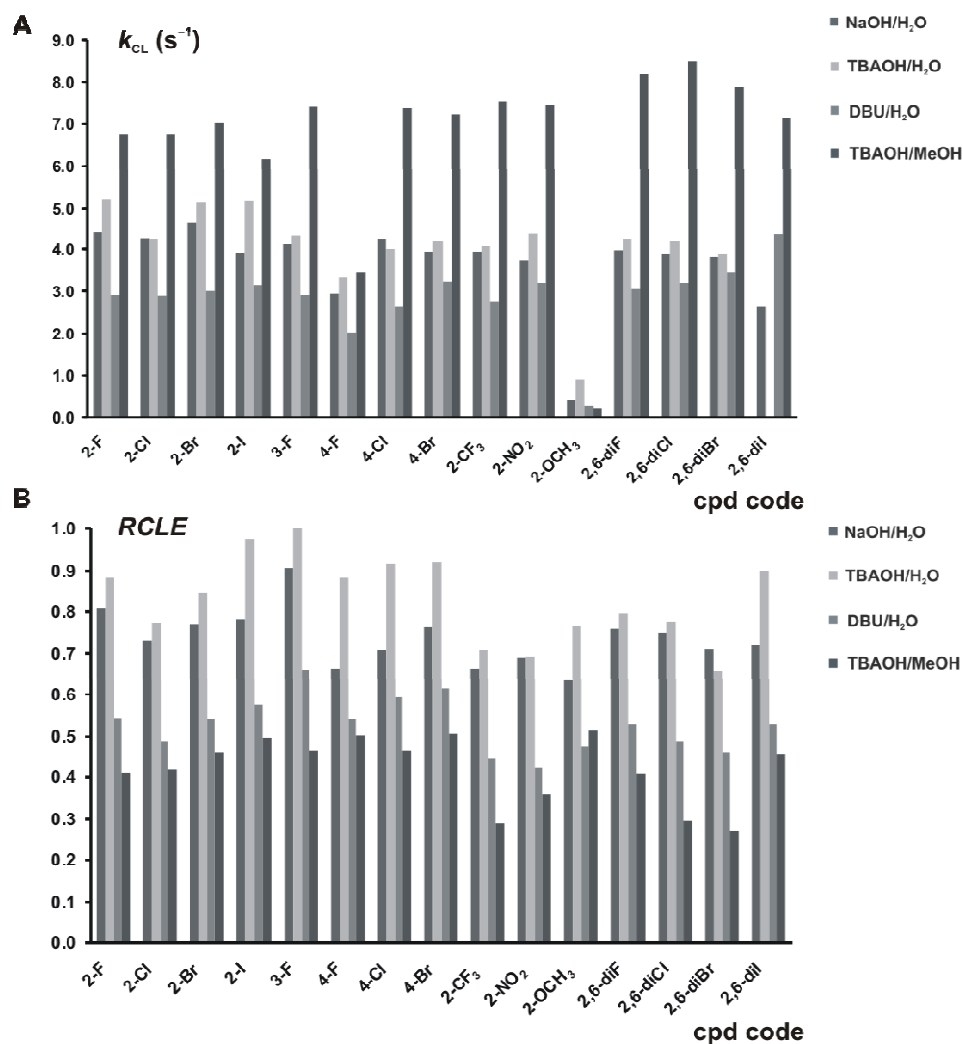 A
k_CL (s⁻¹)
NaOH/H₂O
TBAOH/H₂O
DBU/H₂O
TBAOH/MeOH
9.0
8.0
7.0
6.0
5.0
4.0
3.0
2.0
1.0
0.0
2-F
2-Cl
2-Br
2-I
3-F
4-F
4-Cl
4-Br
2-CF₃
2-NO₂
2-OCH₃
2,6-diF
2,6-diCl
2,6-diBr
2,6-diI
cpd code
B
RCLE
NaOH/H₂O
TBAOH/H₂O
DBU/H₂O
TBAOH/MeOH
1.0
0.9
0.8
0.7
0.6
0.5
0.4
0.3
0.2
0.1
0.0
2-F
2-Cl
2-Br
2-I
3-F
4-F
4-Cl
4-Br
2-CF₃
2-NO₂
2-OCH₃
2,6-diF
2,6-diCl
2,6-diBr
2,6-diI
cpd code